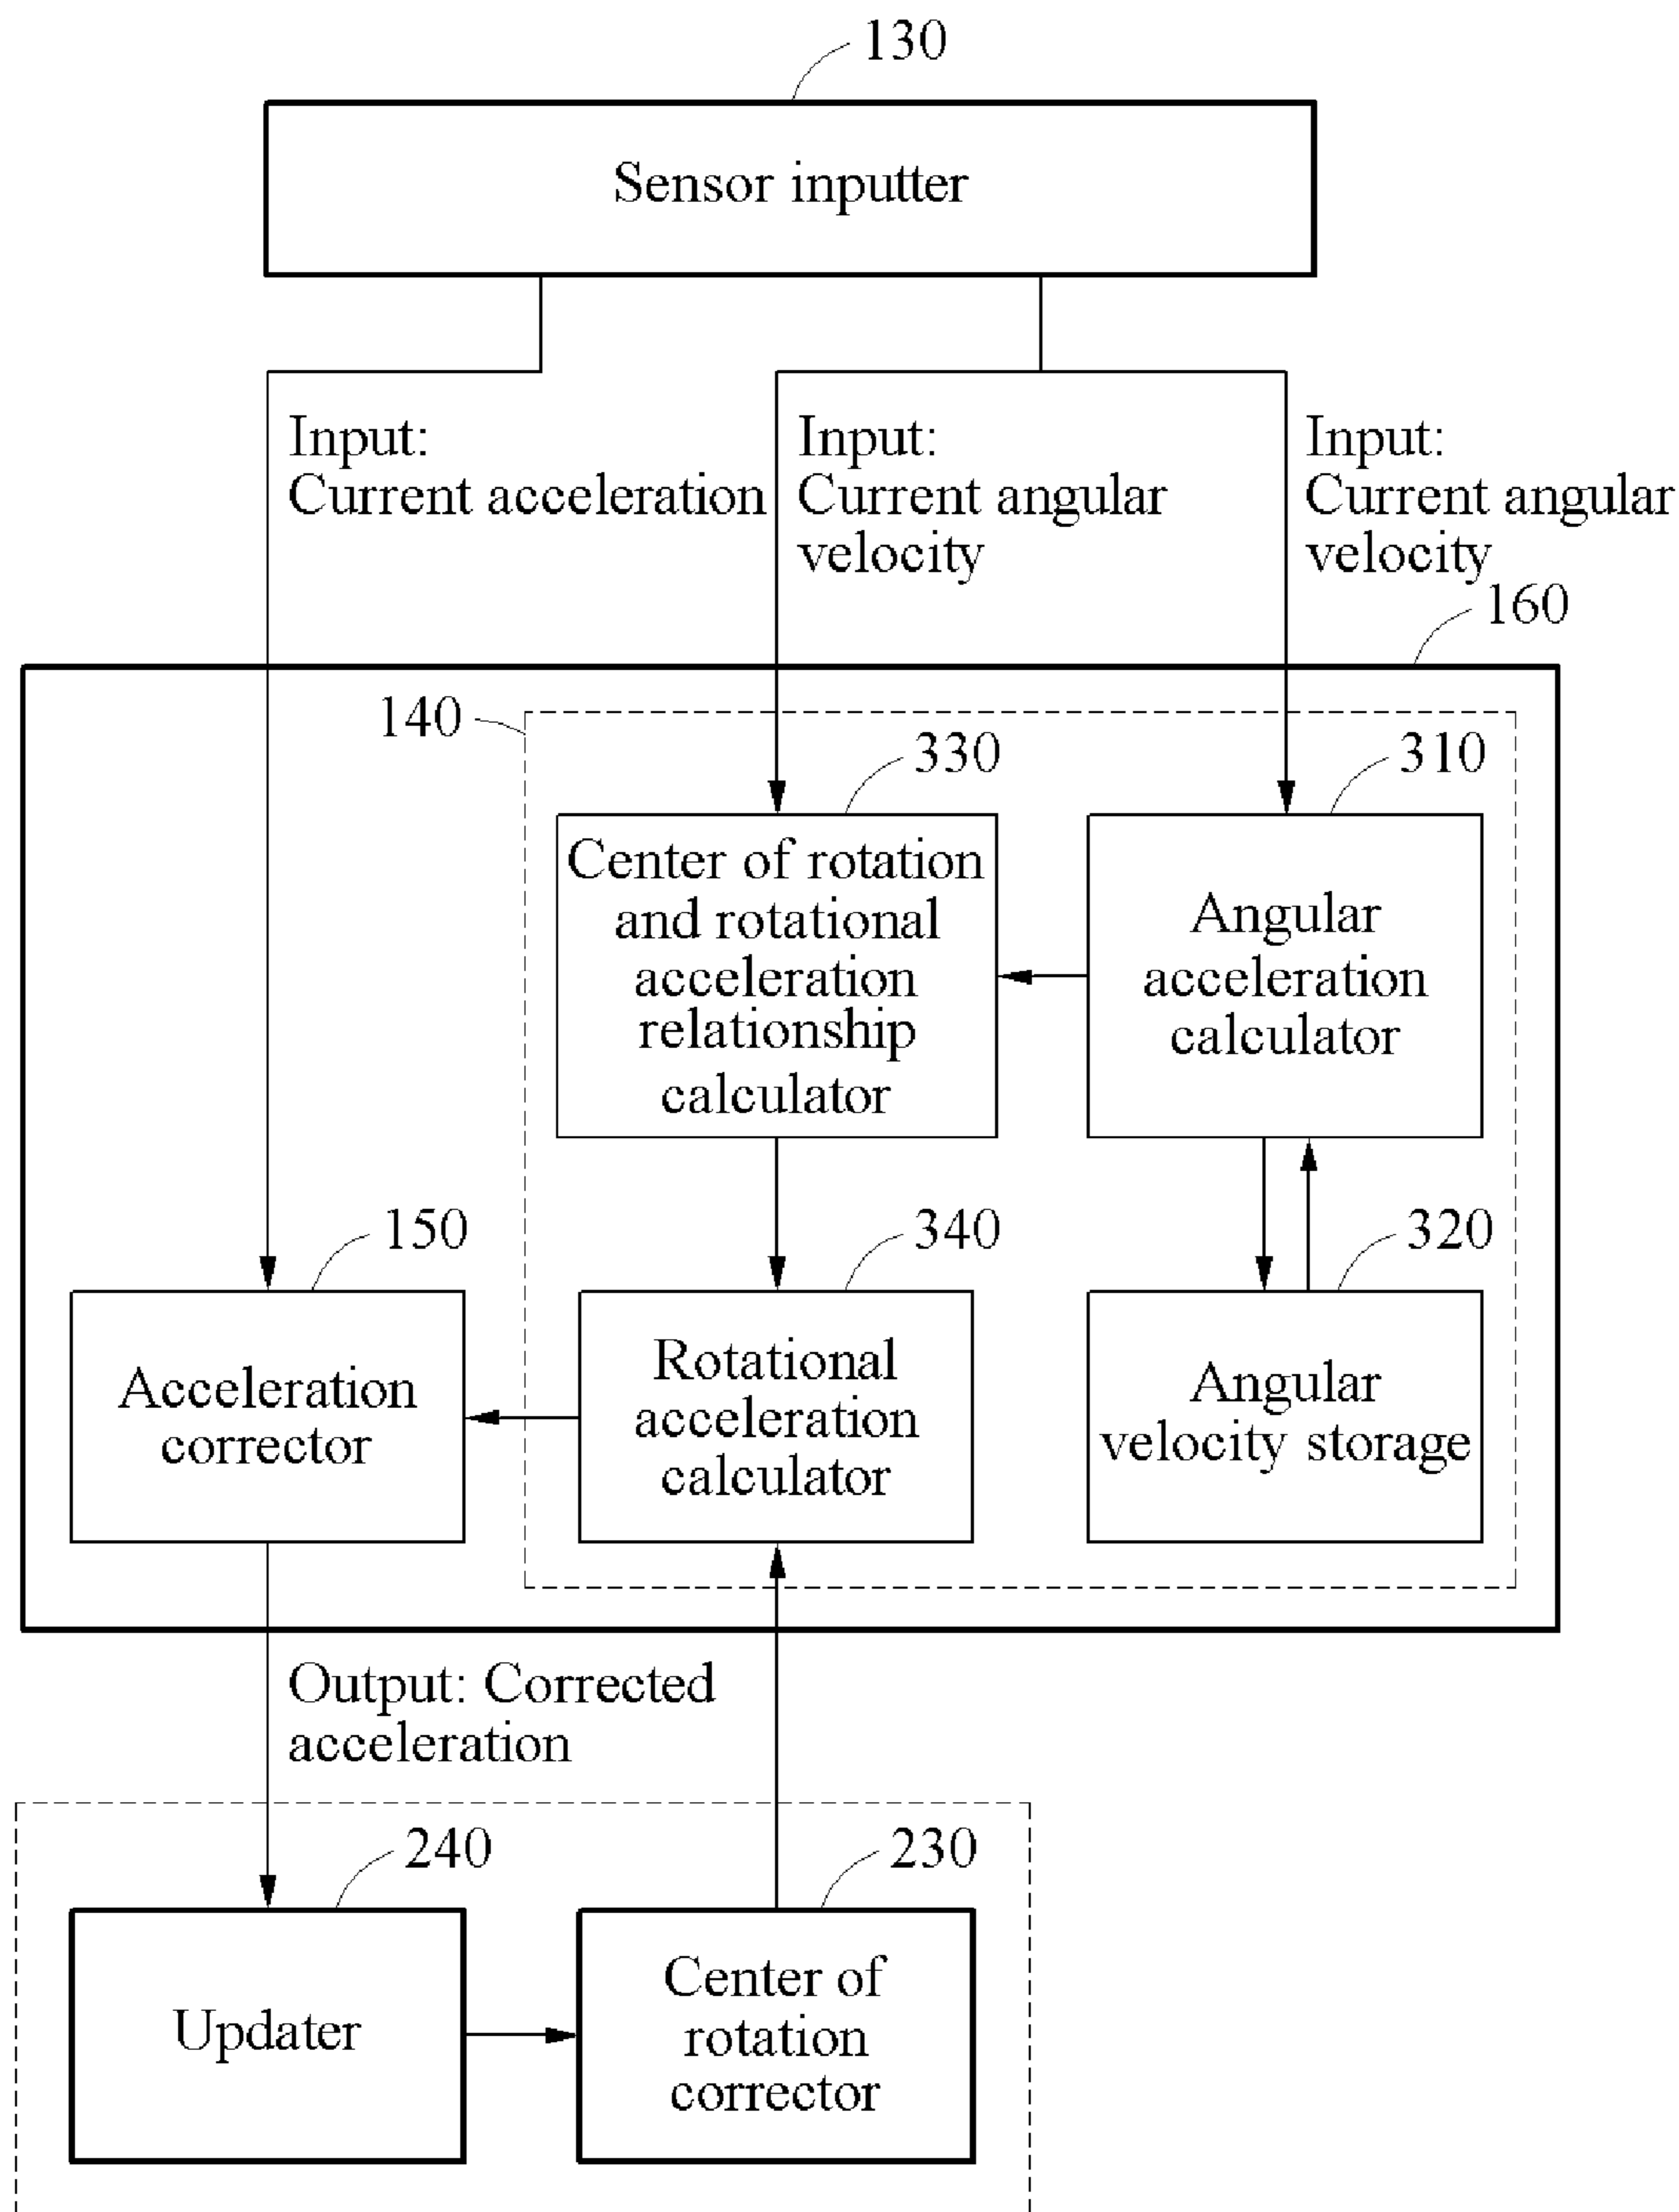 130
Sensor inputter
Input:
Current acceleration
Input:
Current angular
velocity
Input:
Current angular
velocity
160
140
330
310
Center of rotation
and rotational
acceleration
relationship
calculator
Angular
acceleration
calculator
150
340
320
Acceleration
corrector
Rotational
acceleration
calculator
Angular
velocity storage
Output: Corrected
acceleration
240
230
Updater
Center of
rotation
corrector